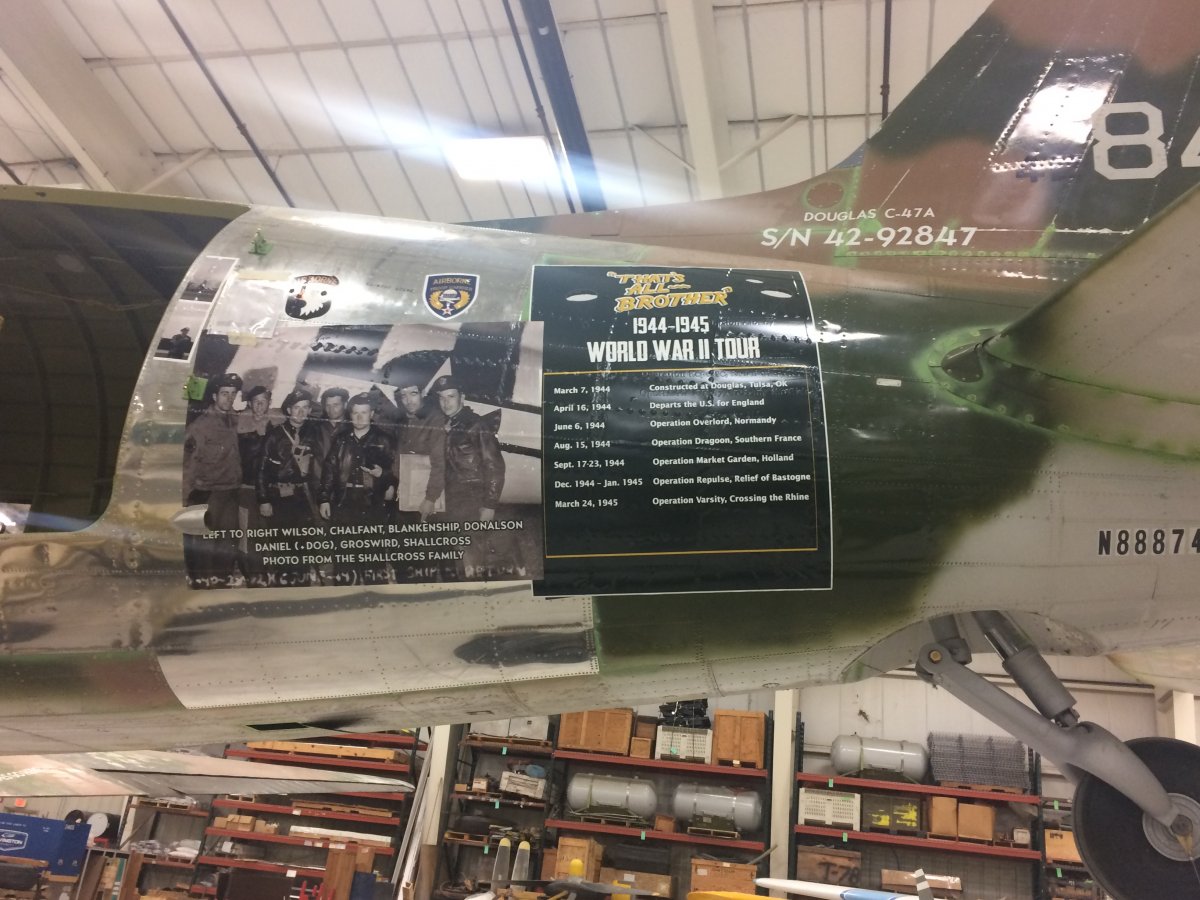 84
DOUGLAS C-47A
S/N 42-92847
AIRBORNE
AIRBORNE
"THAT'S
ALL—
BROTHER"
1944-1945
WORLD WAR II TOUR
March 7, 1944 Constructed at Douglas, Tulsa, Ok
April 16, 1944 Departs the U.S. for England
June 6, 1944 Operation Overlord, Normandy
Aug. 15, 1944 Operation Dragoon, Southern France
Sept. 17-23, 1944 Operation Market Garden, Holland
Dec. 1944 – Jan. 1945 Operation Repulse, Relief of Bastogne
March 24, 1945 Operation Varsity, Crossing the Rhine
LEFT TO RIGHT WILSON, CHALFANT, BLANKENSHIP, DONALSON
DANIEL (+DOG), GROSWIRD, SHALLCROSS
PHOTO FROM THE SHALLCROSS FAMILY
N88874